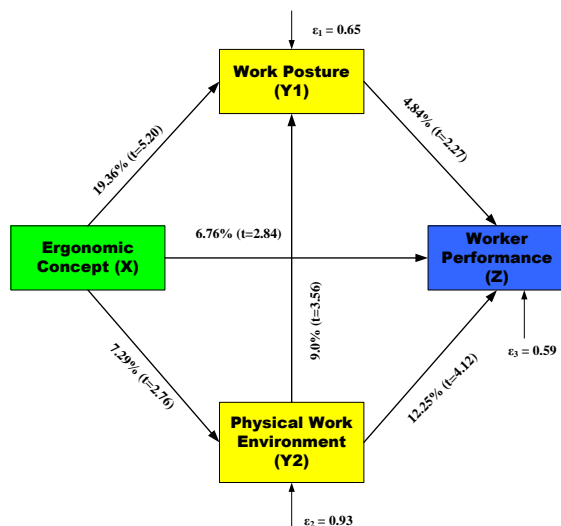 ε₁ = 0.65
Work Posture
(Y1)
19.36% (t=5.20)
4.84% (t=2.27)
Ergonomic
Concept (X)
6.76% (t=2.84)
Worker
Performance
(Z)
9.0% (t=3.56)
7.29% (t=2.76)
12.25% (t=4.12)
ε₃ = 0.59
Physical Work
Environment
(Y2)
ε₂ = 0.93